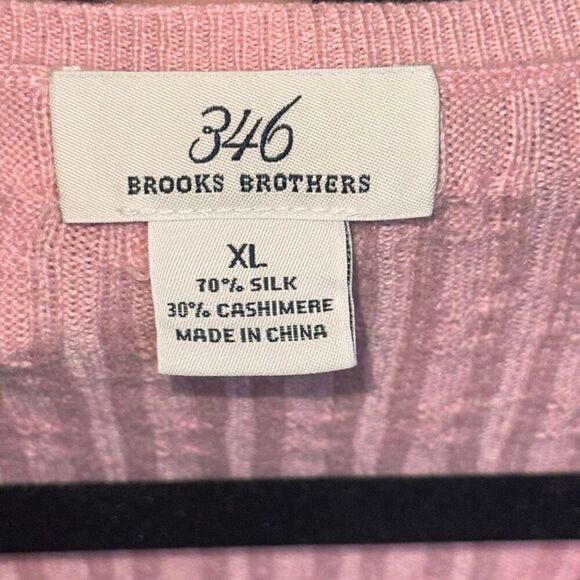 346
BROOKS BROTHERS
XL
70% SILK
30% CASHIMERE
MADE IN CHINA